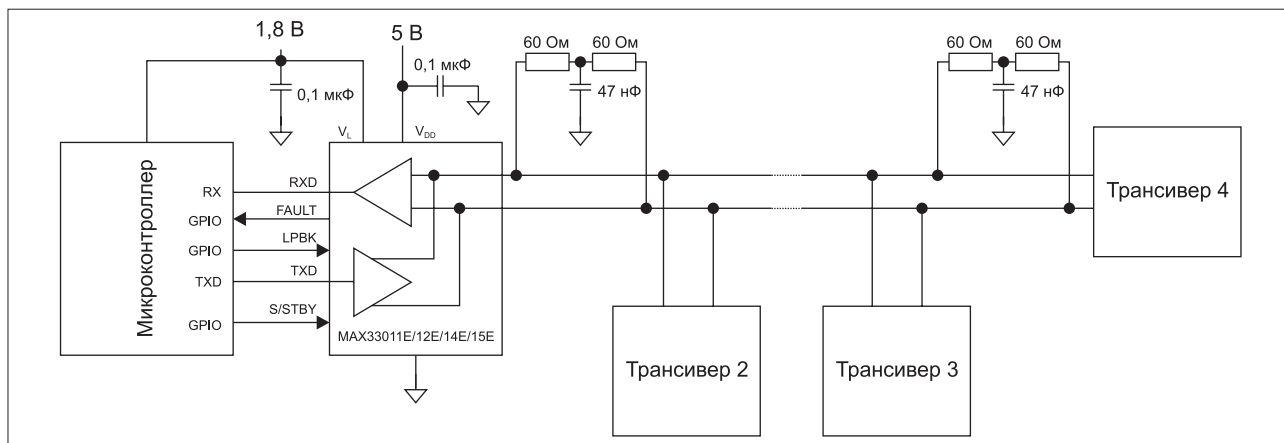 1,8 В
5 В
60 Ом 60 Ом
60 Ом 60 Ом
0,1 мкФ
0,1 мкФ
47 нФ
47 нФ
VL
VDD
Микроконтроллер
RX
RXD
GPIO
FAULT
GPIO
LPBK
TXD
TXD
GPIO
S/STBY
MAX33011E/12E/14E/15E
Трансивер 4
Трансивер 2
Трансивер 3